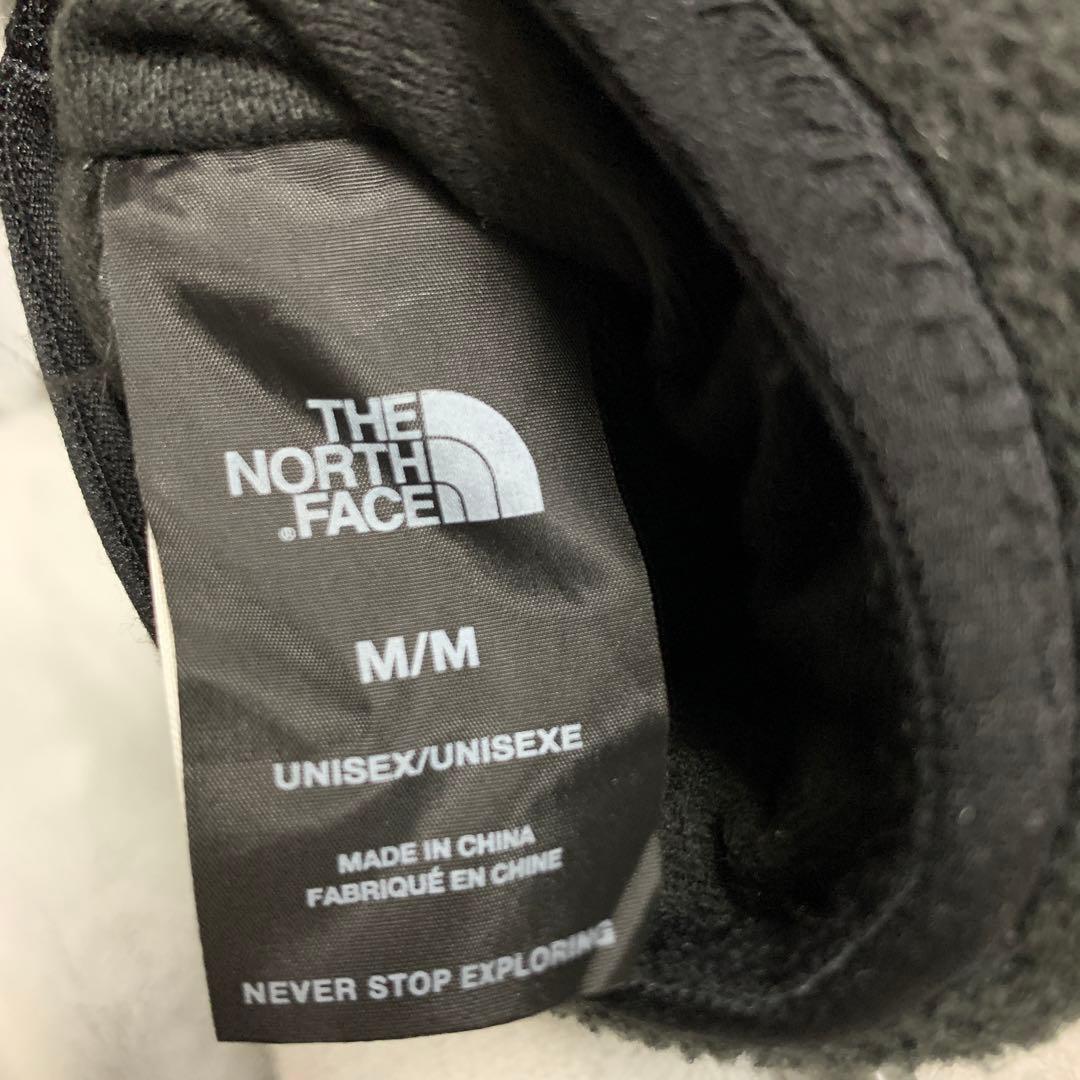 THE
NORTH
®FACE
M/M
UNISEX/UNISEXE
MADE IN CHINA
FABRIQUÉ EN CHINE
NEVER STOP EXPLORING